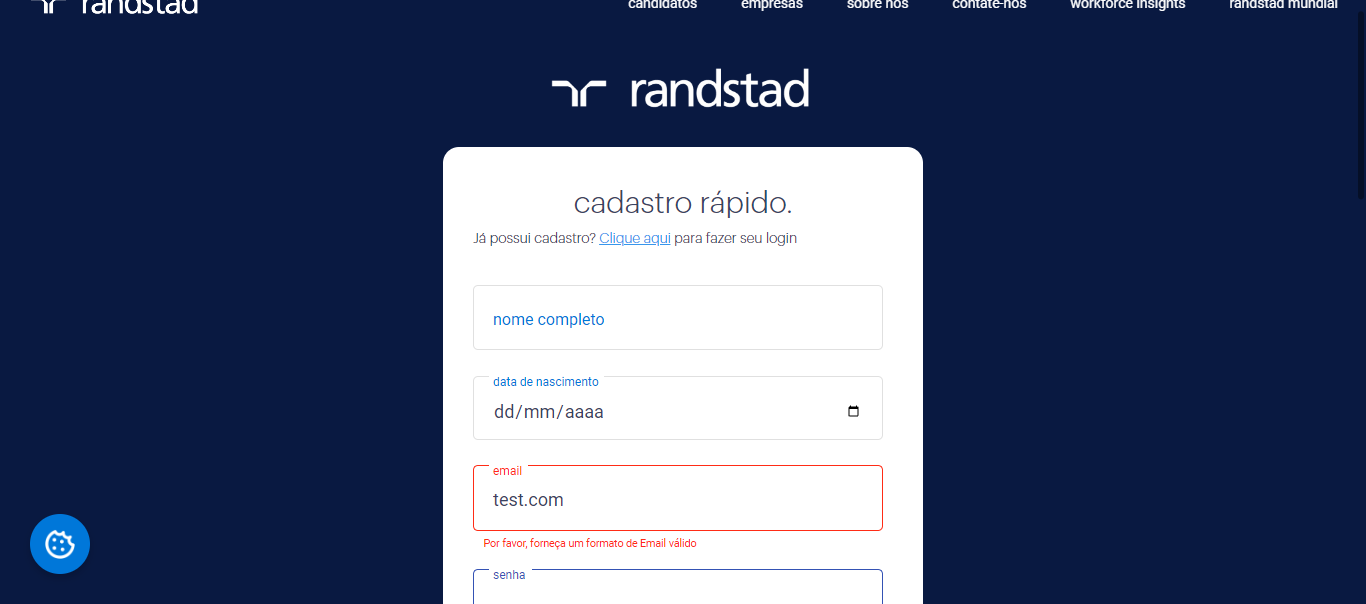 randstad
candidatos empresas sobre nós contate-nos workforce insights randstad mundial
randstad
cadastro rápido.
Já possui cadastro? Clique aqui para fazer seu login
nome completo
data de nascimento
dd/mm/aaaa
email
test.com
Por favor, forneça um formato de Email válido
senha